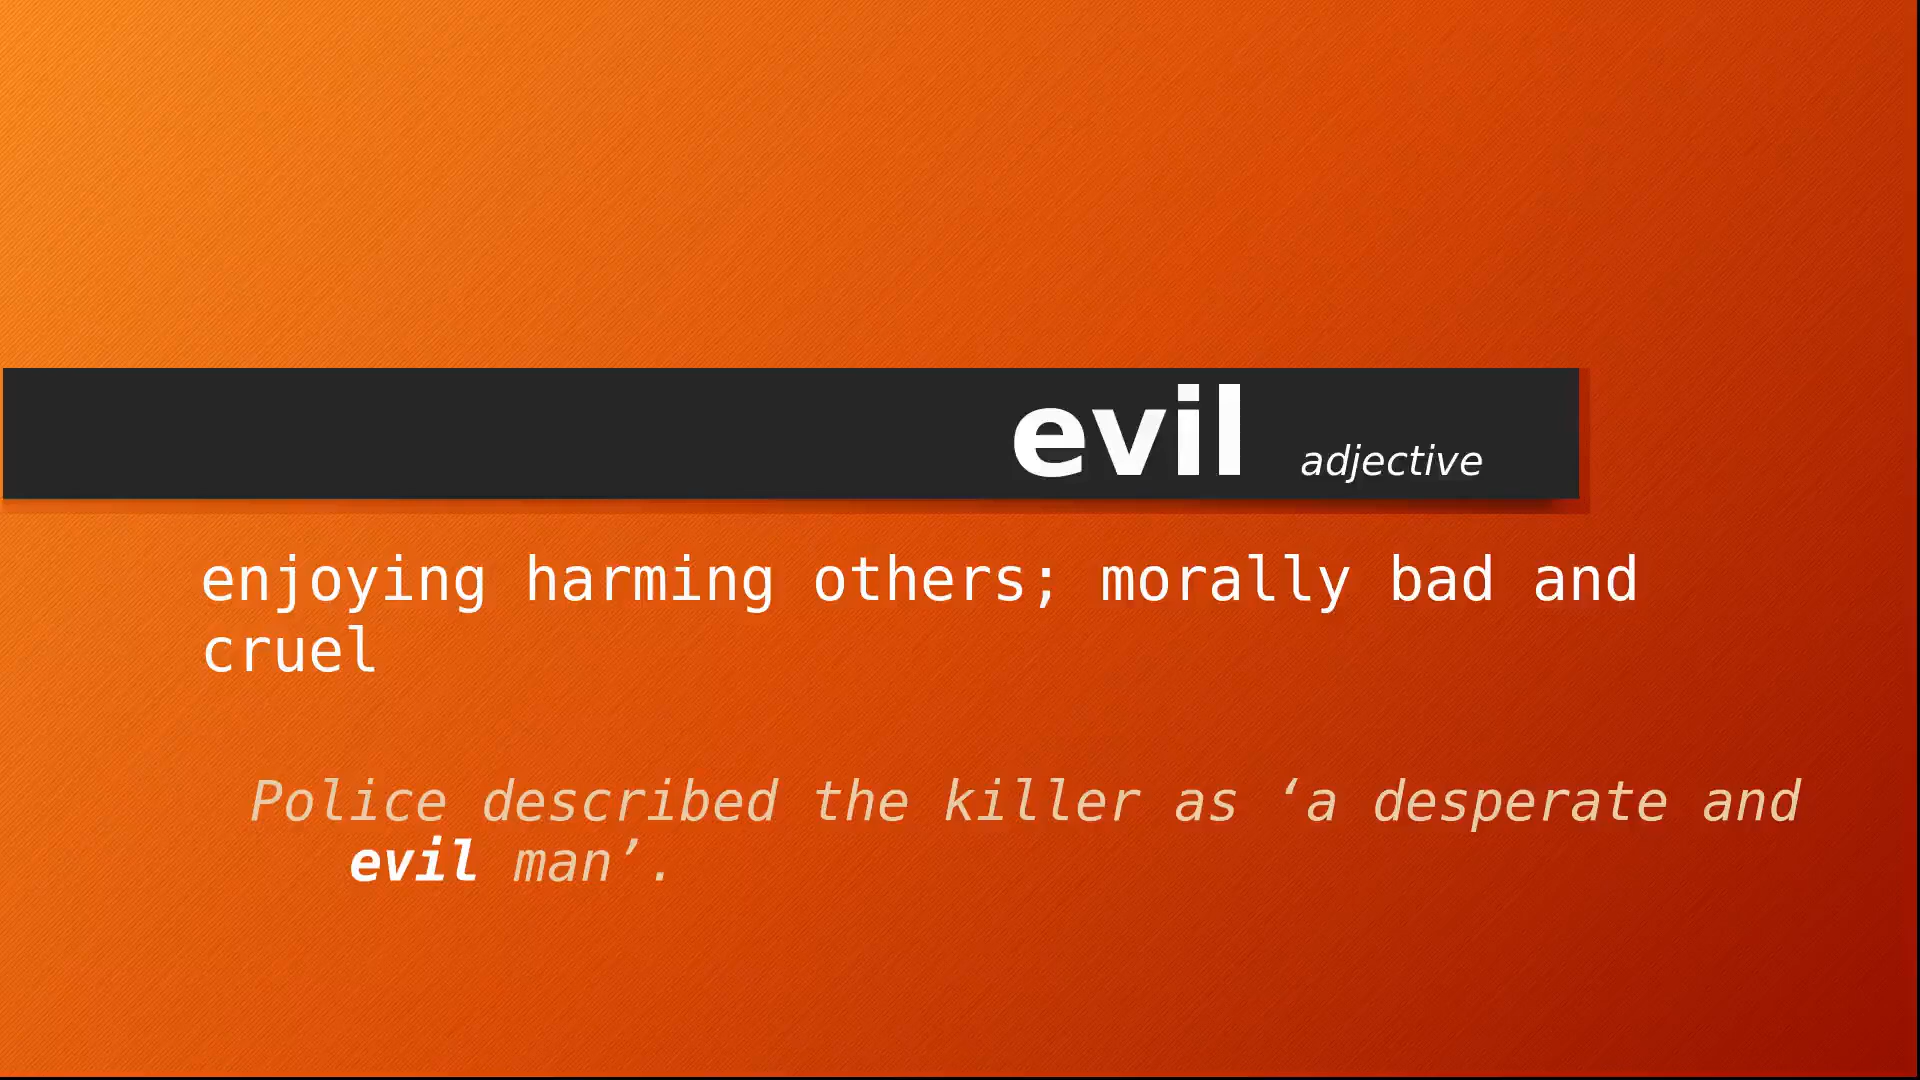 evil adjective
enjoying harming others; morally bad and
cruel
Police described the killer as ‘a desperate and
evil man’.